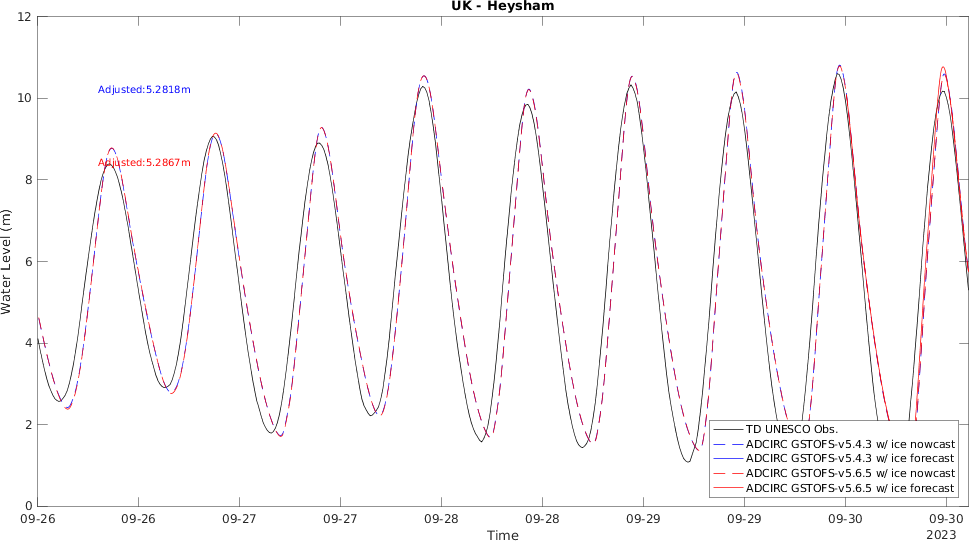 UK - Heysham
12
10
8
6
4
2
0
Water Level (m)
Adjusted:5.2818m
Adjusted:5.2867m
TD UNESCO Obs.
ADCIRC GSTOFS-v5.4.3 w/ ice nowcast
ADCIRC GSTOFS-v5.4.3 w/ ice forecast
ADCIRC GSTOFS-v5.6.5 w/ ice nowcast
ADCIRC GSTOFS-v5.6.5 w/ ice forecast
09-26 09-26 09-27 09-27 09-28 09-28 09-29 09-29 09-30 09-30
2023
Time